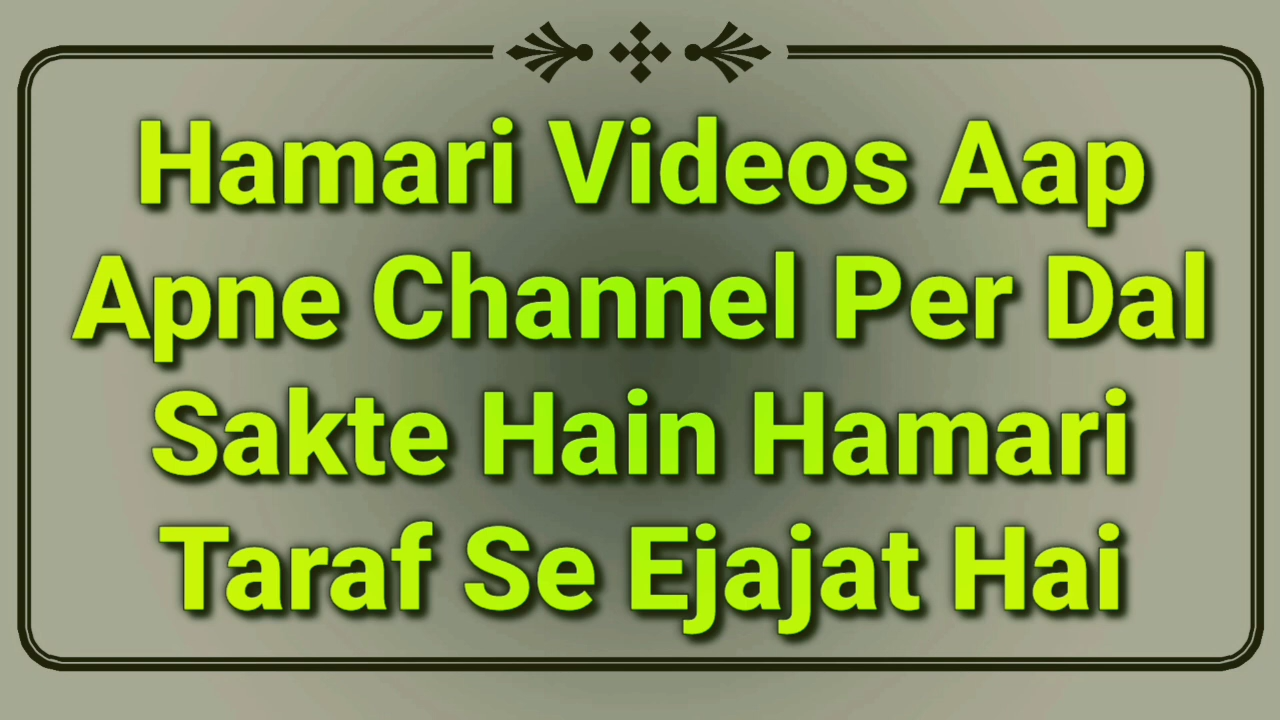 Hamari Videos Aap
Apne Channel Per Dal
Sakte Hain Hamari
Taraf Se Ejajat Hai